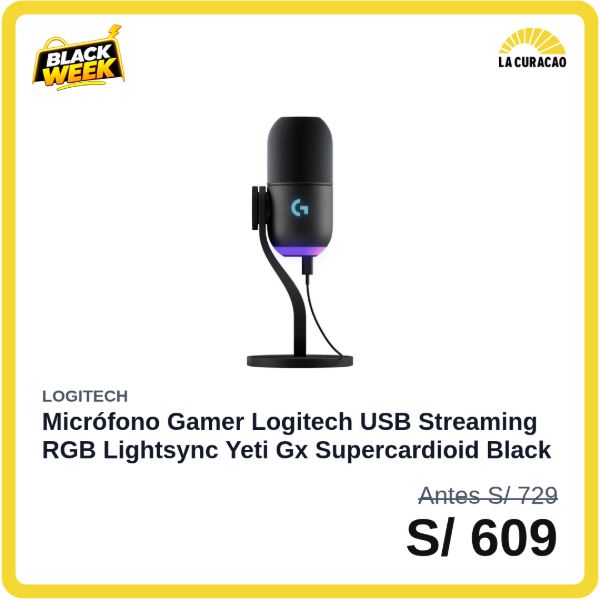 BLACK
WEEK
LA CURACAO
G
LOGITECH
Micrófono Gamer Logitech USB Streaming
RGB Lightsync Yeti Gx Supercardioid Black
Antes S/ 729
S/ 609